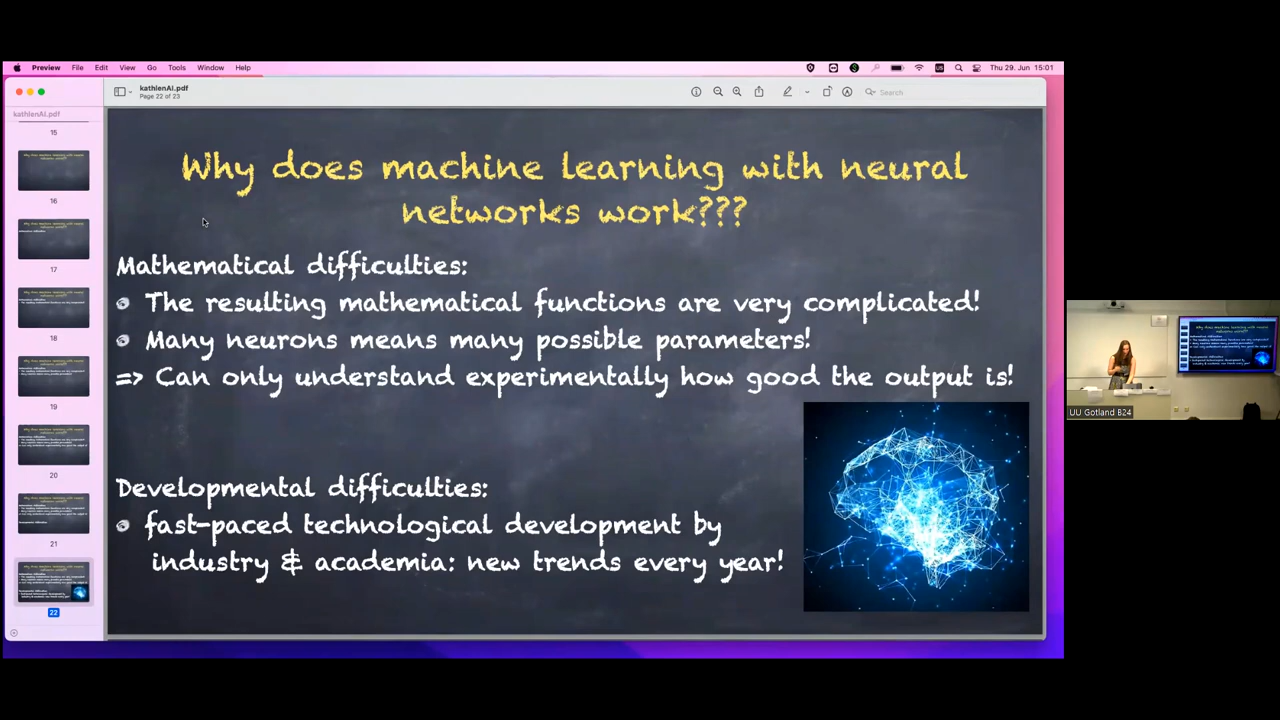 Preview File Edit View Go Tools Window Help
Thu 29. Jun 15:01
kathlenAI.pdf
Page 22 of 23
Search
kathlenAI.pdf
15
16
17
18
19
20
21
22
Why does machine learning with neural
networks work???
Mathematical difficulties:
The resulting mathematical functions are very complicated!
Many neurons means many possible parameters!
=> Can only understand experimentally how good the output is!
Developmental difficulties:
fast-paced technological development by
industry & academia: new trends every year!
UU Gotland B24